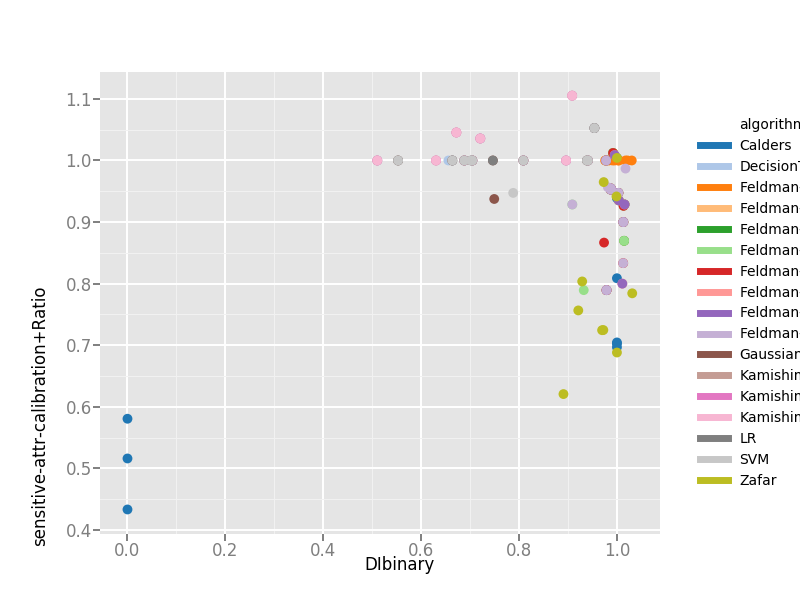 algorithm
Calders
DecisionT
Feldman-
Feldman-
Feldman-
Feldman-
Feldman-
Feldman-
Feldman-
Feldman-
Gaussian
Kamishin
Kamishin
Kamishin
LR
SVM
Zafar
1.1
1.0
0.9
0.8
0.7
0.6
0.5
0.4
sensitive-attr-calibration+Ratio
0.0 0.2 0.4 0.6 0.8 1.0
DIbinary